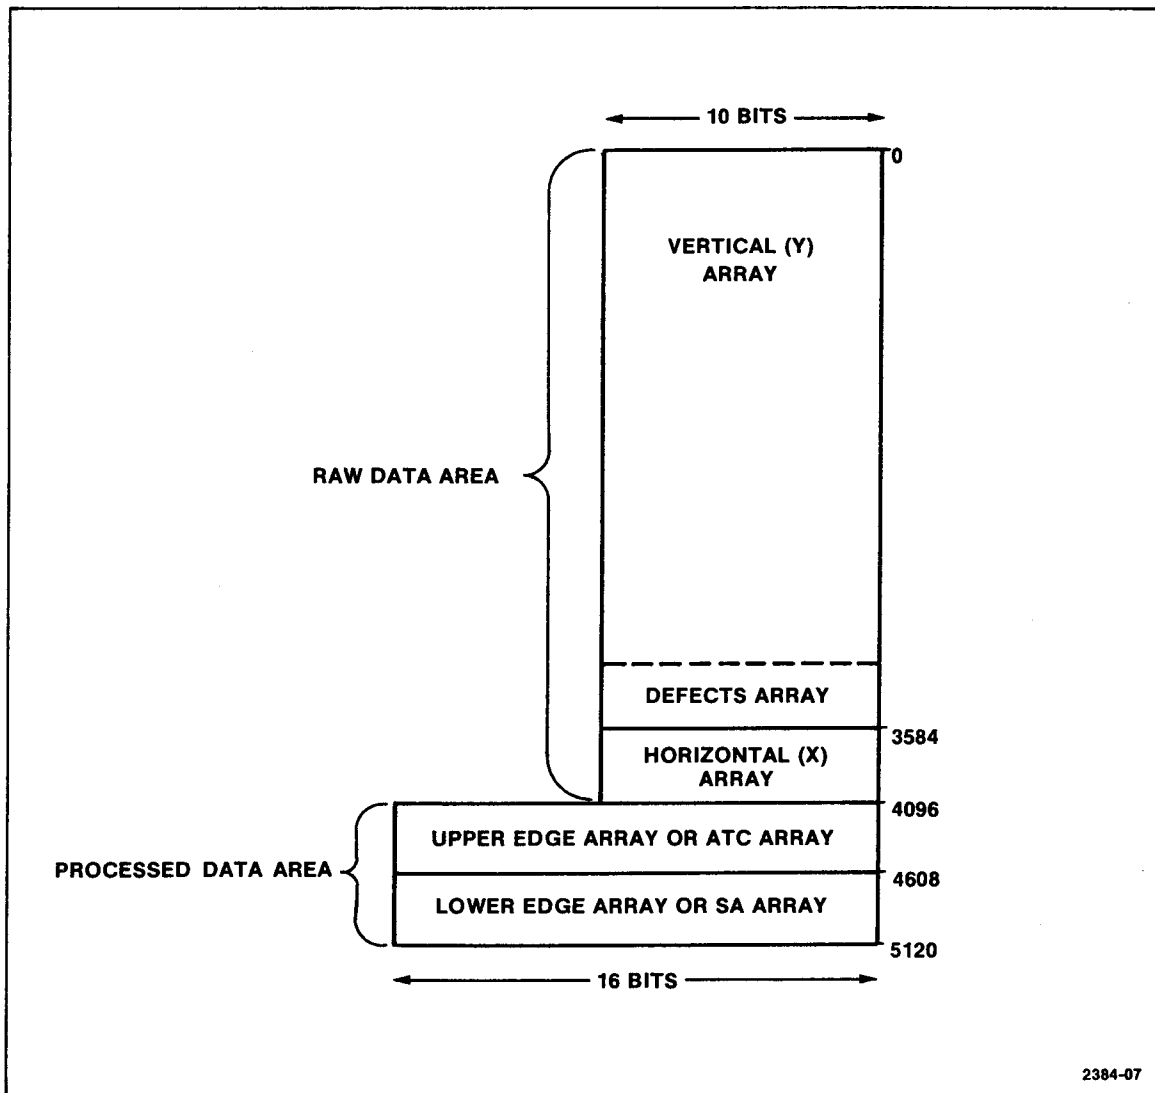 10 BITS
0
VERTICAL (Y)
ARRAY
RAW DATA AREA
DEFECTS ARRAY
3584
HORIZONTAL (X)
ARRAY
4096
UPPER EDGE ARRAY OR ATC ARRAY
PROCESSED DATA AREA
4608
LOWER EDGE ARRAY OR SA ARRAY
5120
16 BITS
2384-07